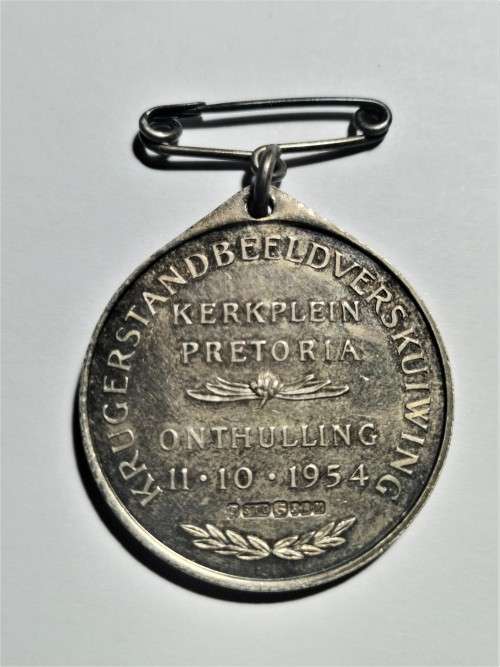 KRUGERSTANDBEELDVERSKUIWING
KERKPLEIN
PRETORIA
ONTHULLING
11·10·1954